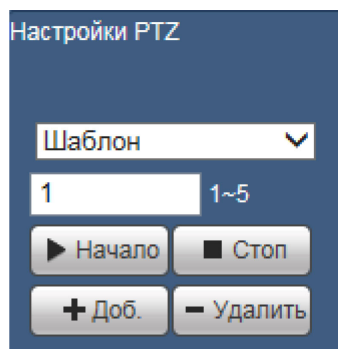 Настройки PTZ
Шаблон
1 1~5
Начало Стоп
Доб. Удалить